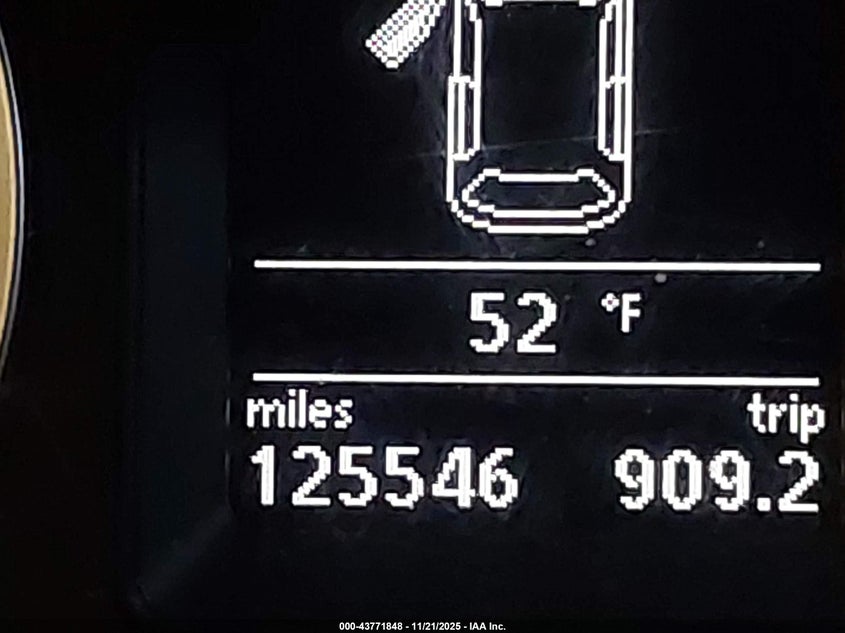 52 °F
miles trip
125546 909.2
000-43771848 - 11/21/2025 - IAA Inc.